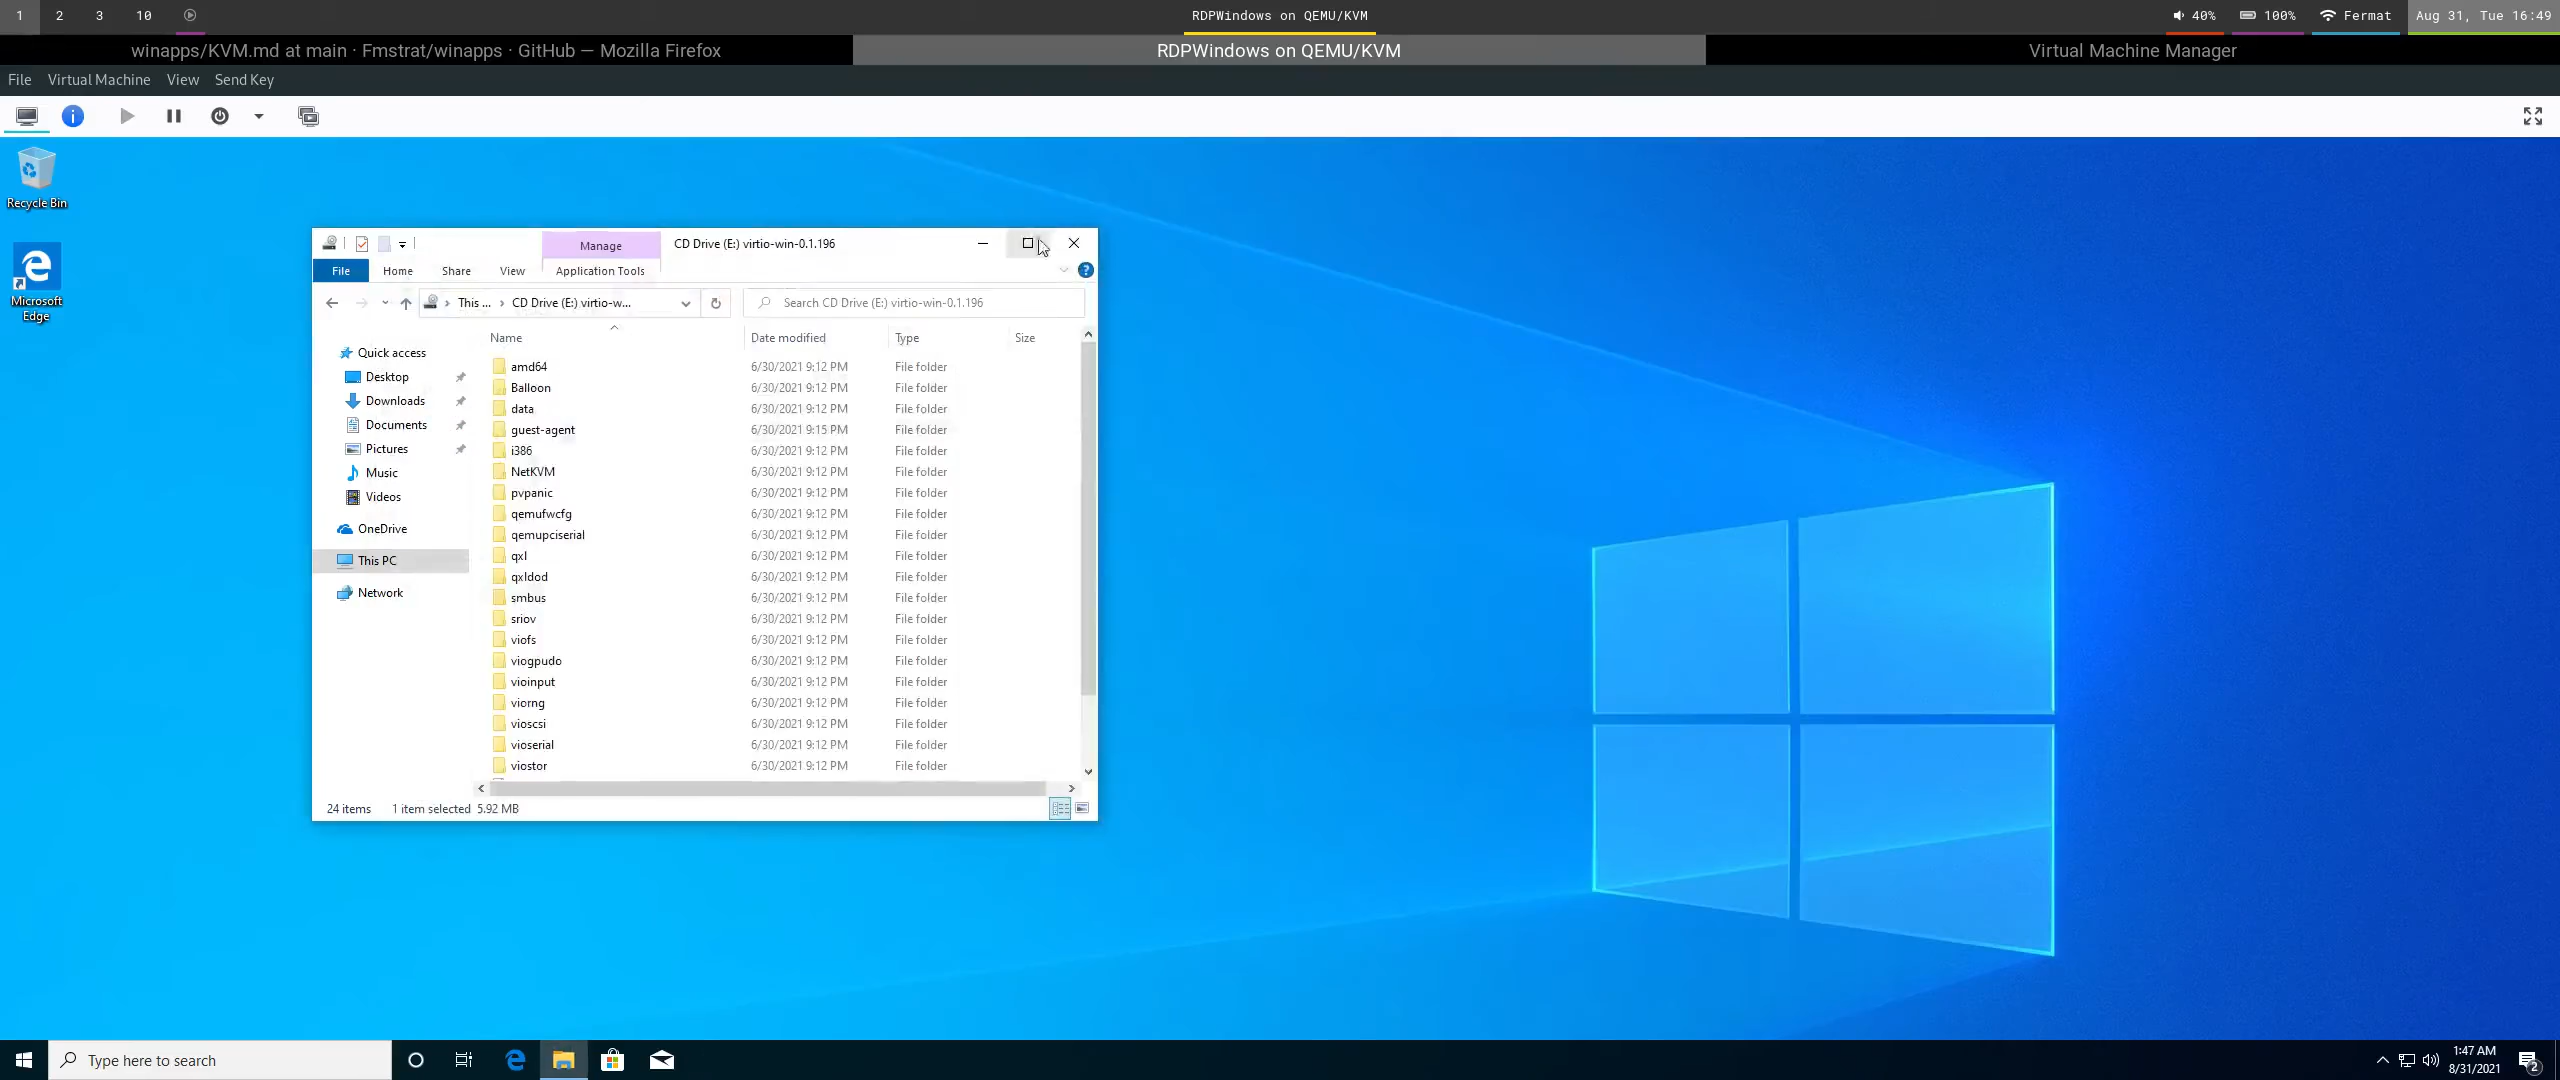 1 2 3 10 RDPWindows on QEMU/KVM 40% 100% Fermat Aug 31, Tue 16:49
winapps/KVM.md at main · Fmstrat/winapps · GitHub — Mozilla Firefox RDPWindows on QEMU/KVM Virtual Machine Manager
File Virtual Machine View Send Key
Recycle Bin
Microsoft
Edge
Manage CD Drive (E:) virtio-win-0.1.196
File Home Share View Application Tools
This ... CD Drive (E:) virtio-w... Search CD Drive (E:) virtio-win-0.1.196
Name Date modified Type Size
Quick access
Desktop
Downloads
Documents
Pictures
Music
Videos
OneDrive
This PC
Network
amd64 6/30/2021 9:12 PM File folder
Balloon 6/30/2021 9:12 PM File folder
data 6/30/2021 9:12 PM File folder
guest-agent 6/30/2021 9:15 PM File folder
i386 6/30/2021 9:12 PM File folder
NetKVM 6/30/2021 9:12 PM File folder
pvpanic 6/30/2021 9:12 PM File folder
qemufwcfg 6/30/2021 9:12 PM File folder
qemupciserial 6/30/2021 9:12 PM File folder
qxl 6/30/2021 9:12 PM File folder
qxldod 6/30/2021 9:12 PM File folder
smbus 6/30/2021 9:12 PM File folder
sriov 6/30/2021 9:12 PM File folder
viofs 6/30/2021 9:12 PM File folder
viogpudo 6/30/2021 9:12 PM File folder
vioinput 6/30/2021 9:12 PM File folder
viorng 6/30/2021 9:12 PM File folder
vioscsi 6/30/2021 9:12 PM File folder
vioserial 6/30/2021 9:12 PM File folder
viostor 6/30/2021 9:12 PM File folder
24 items 1 item selected 5.92 MB
Type here to search
1:47 AM
8/31/2021
2